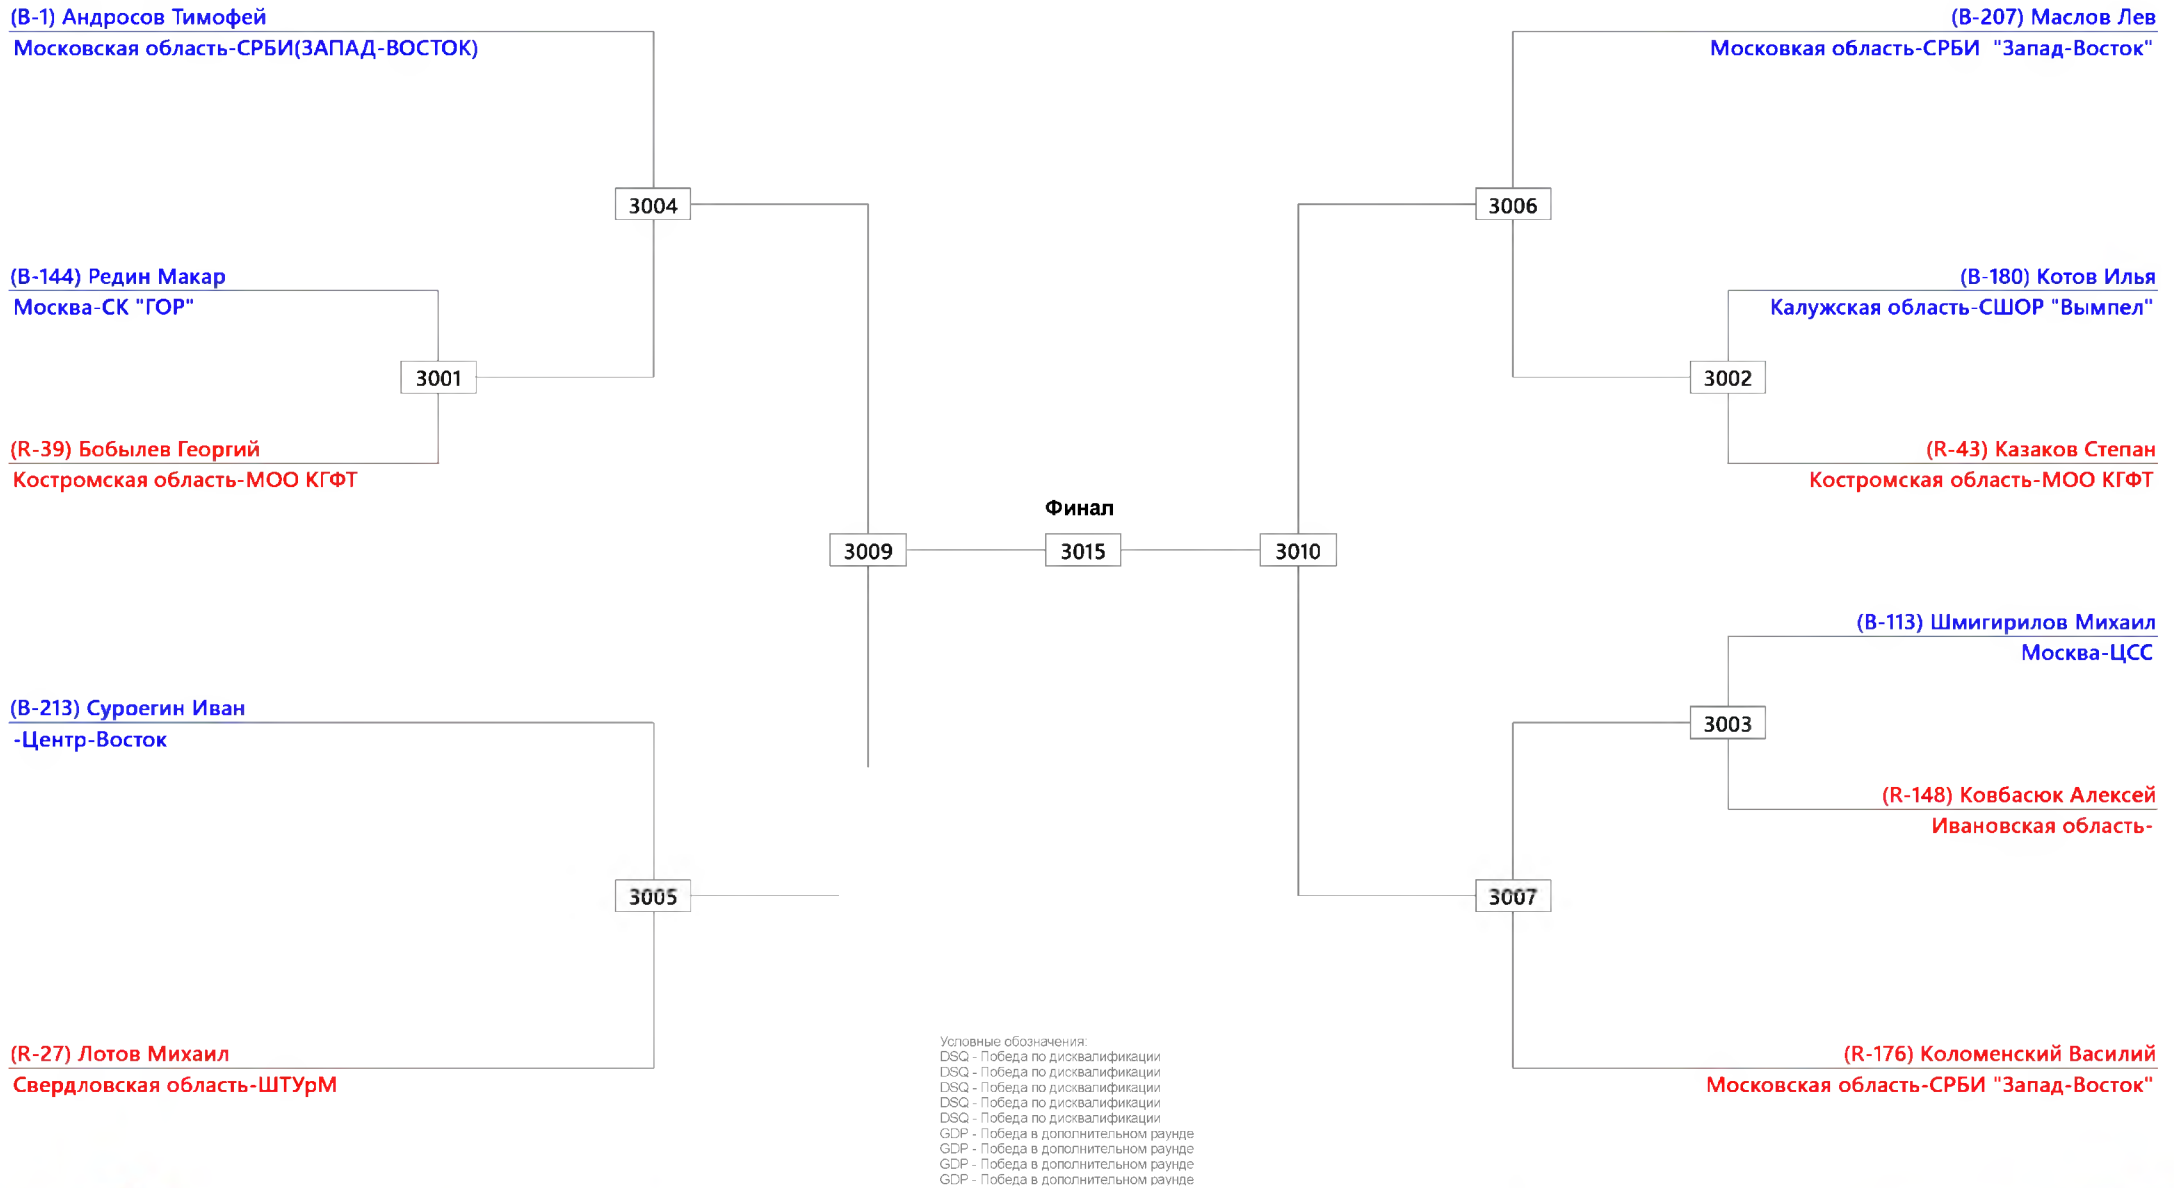 (B-1) Андросов Тимофей
Московская область-СРБИ(ЗАПАД-ВОСТОК)
(B-144) Редин Макар
Москва-СК "ГОР"
(R-39) Бобылев Георгий
Костромская область-МОО КГФТ
(B-213) Суроегин Иван
-Центр-Восток
(R-27) Лотов Михаил
Свердловская область-ШТУрМ
3001
3004
3005
3009
Финал
3015
3010
3006
3002
3003
3007
(B-207) Маслов Лев
Московкая область-СРБИ "Запад-Восток"
(B-180) Котов Илья
Калужская область-СШОР "Вымпел"
(R-43) Казаков Степан
Костромская область-МОО КГФТ
(B-113) Шмигирилов Михаил
Москва-ЦСС
(R-148) Ковбасюк Алексей
Ивановская область-
(R-176) Коломенский Василий
Московская область-СРБИ "Запад-Восток"
Условные обозначения:
DSQ - Победа по дисквалификации
DSQ - Победа по дисквалификации
DSQ - Победа по дисквалификации
DSQ - Победа по дисквалификации
DSQ - Победа по дисквалификации
GDP - Победа в дополнительном раунде
GDP - Победа в дополнительном раунде
GDP - Победа в дополнительном раунде
GDP - Победа в дополнительном раунде